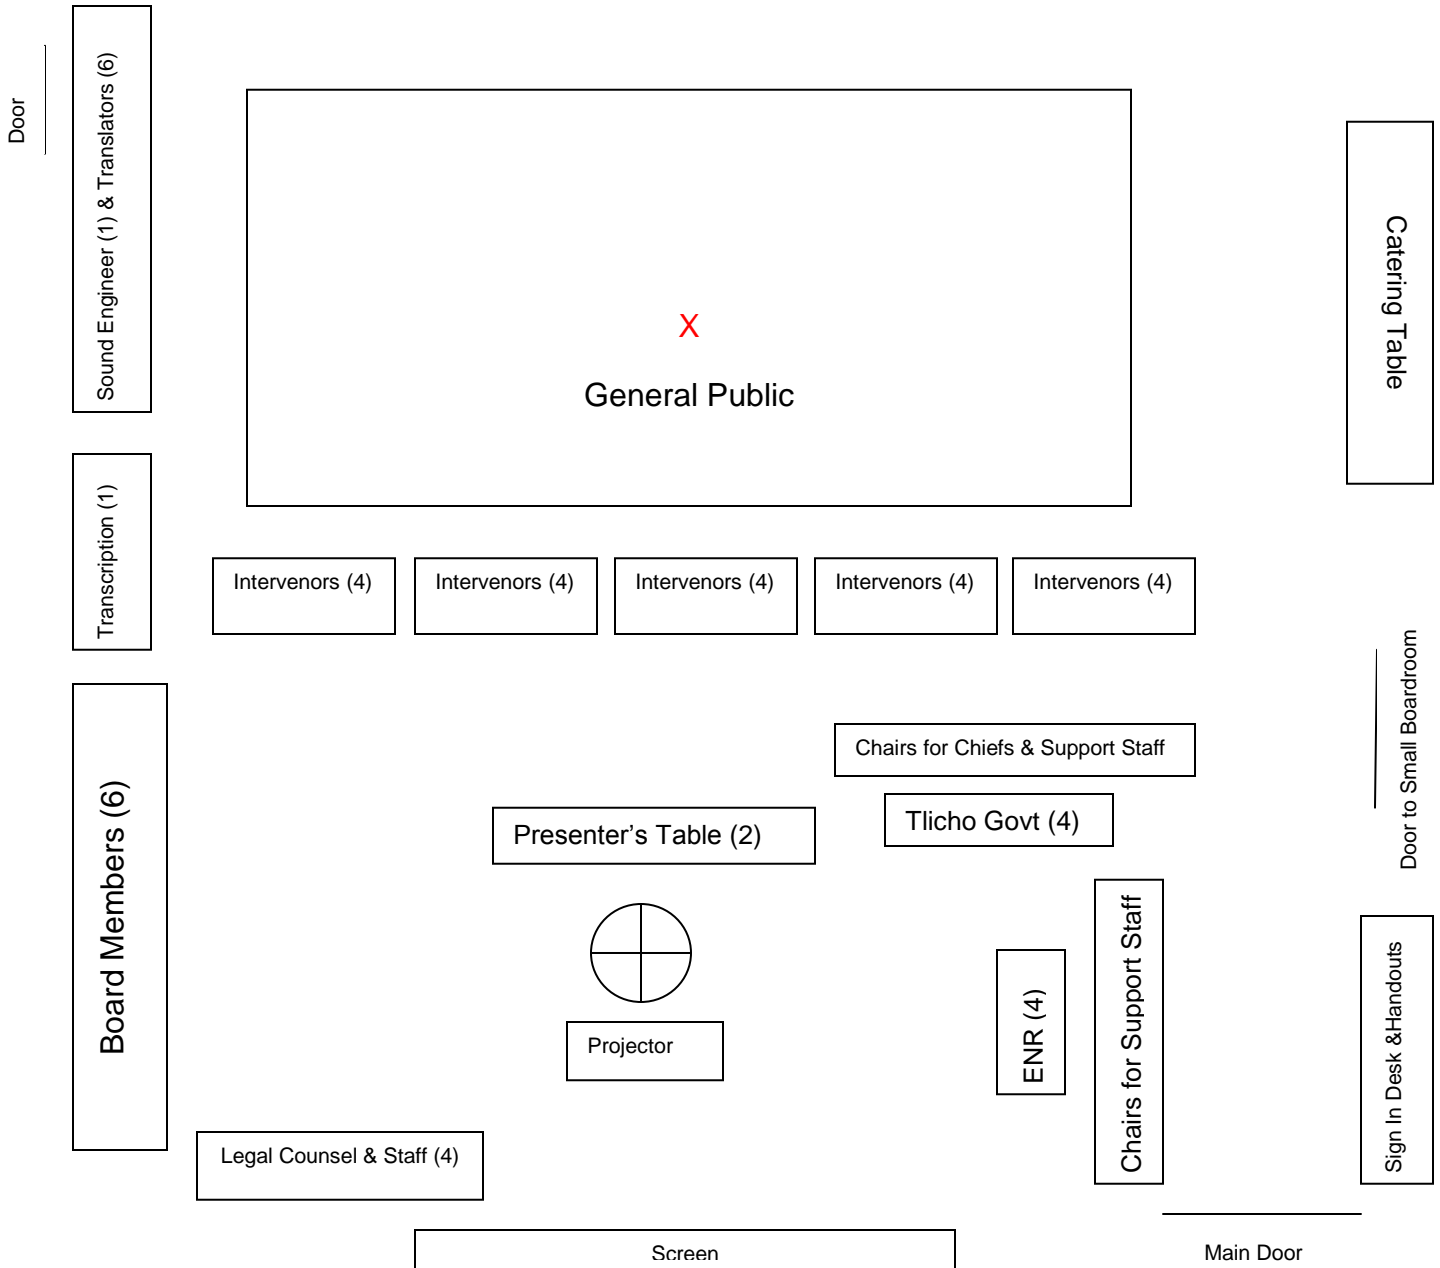 Door
Sound Engineer (1) & Translators (6)
X
General Public
Catering Table
Transcription (1)
Intervenors (4)
Intervenors (4)
Intervenors (4)
Intervenors (4)
Intervenors (4)
Door to Small Boardroom
Board Members (6)
Chairs for Chiefs & Support Staff
Tlicho Govt (4)
Presenter’s Table (2)
Projector
ENR (4)
Chairs for Support Staff
Sign In Desk &Handouts
Legal Counsel & Staff (4)
Screen
Main Door